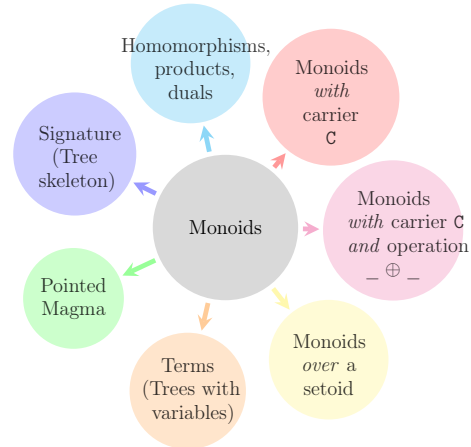 Homomorphisms,
products,
duals
Monoids
with
carrier
C
Signature
(Tree
skeleton)
Monoids
with carrier C
and operation
_ ⊕ _
Monoids
Pointed
Magma
Monoids
over a
setoid
Terms
(Trees with
variables)